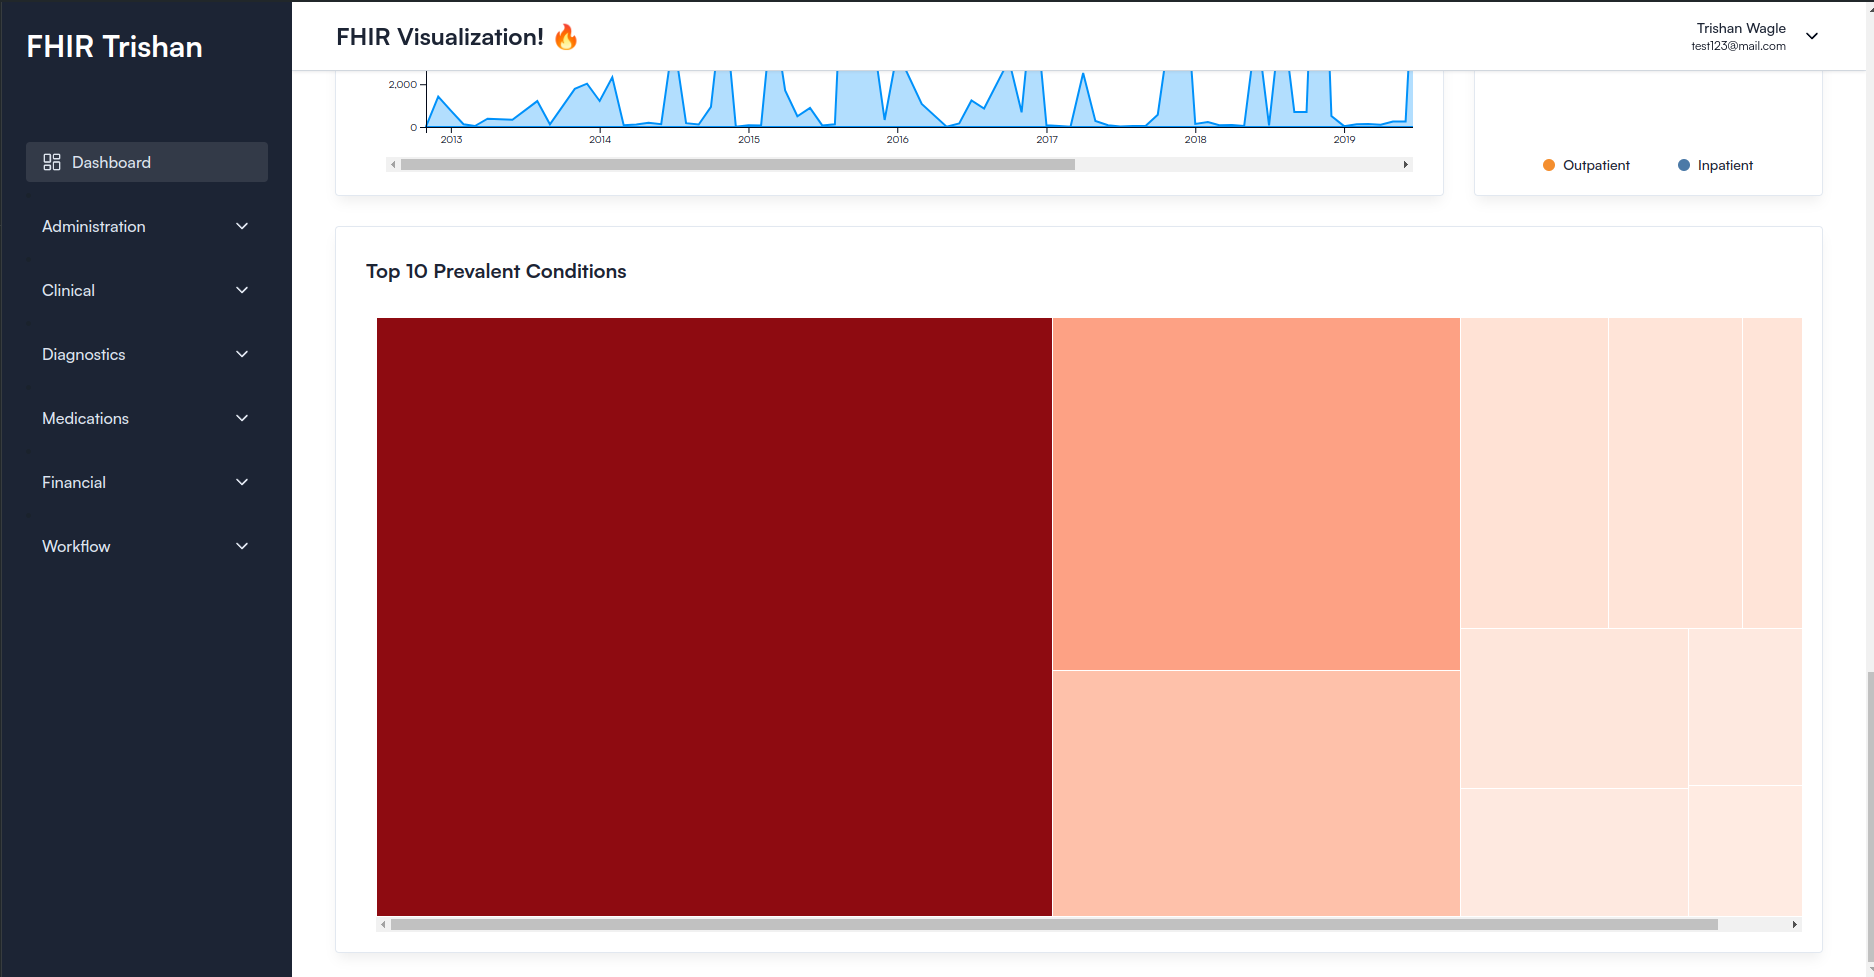 FHIR Trishan
Dashboard
Administration
Clinical
Diagnostics
Medications
Financial
Workflow
FHIR Visualization! 🔥
Trishan Wagle
test123@mail.com
2,000
0
2013 2014 2015 2016 2017 2018 2019
Outpatient Inpatient
Top 10 Prevalent Conditions